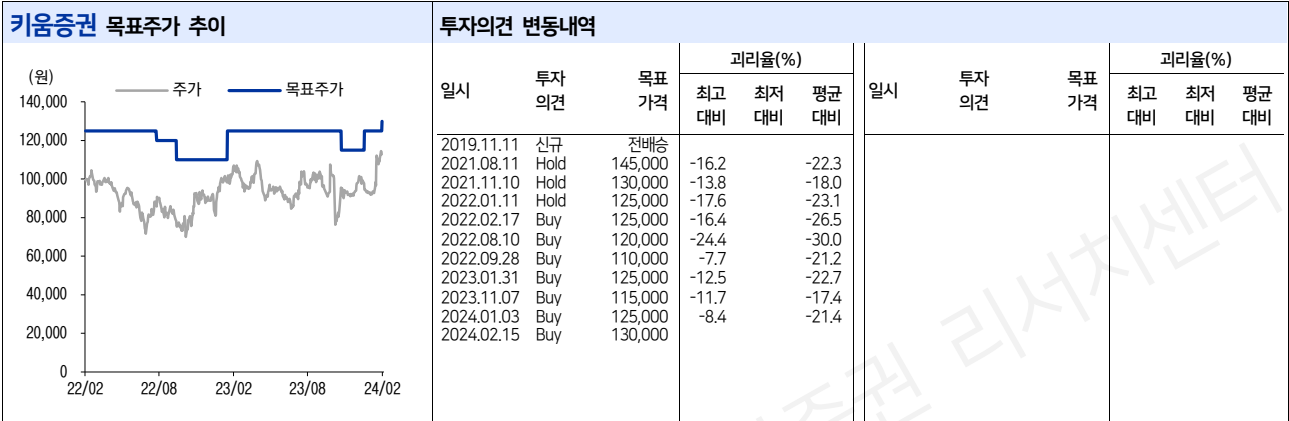 키움증권 목표주가 추이
(원)
주가 목표주가
140,000
120,000
100,000
80,000
60,000
40,000
20,000
0
22/02 22/08 23/02 23/08 24/02
투자의견 변동내역
일시 투자의견 목표가격 괴리율(%) 최고대비 최저대비 평균대비
2019.11.11 신규 전배승
2021.08.11 Hold 145,000 -16.2 -22.3
2021.11.10 Hold 130,000 -13.8 -18.0
2022.01.11 Hold 125,000 -17.6 -23.1
2022.02.17 Buy 125,000 -16.4 -26.5
2022.08.10 Buy 120,000 -24.4 -30.0
2022.09.28 Buy 110,000 -7.7 -21.2
2023.01.31 Buy 125,000 -12.5 -22.7
2023.11.07 Buy 115,000 -11.7 -17.4
2024.01.03 Buy 125,000 -8.4 -21.4
2024.02.15 Buy 130,000
일시 투자의견 목표가격 괴리율(%) 최고대비 최저대비 평균대비
증권 리서치센터